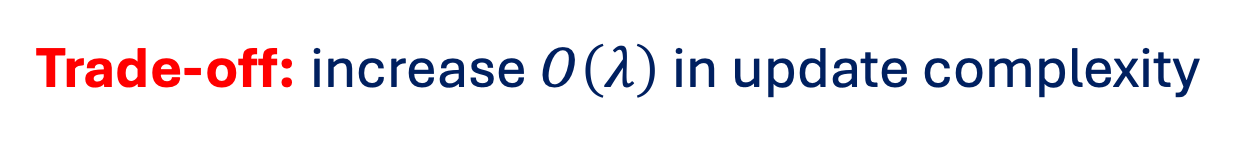 Trade-off: increase 𝑂(𝜆) in update complexity